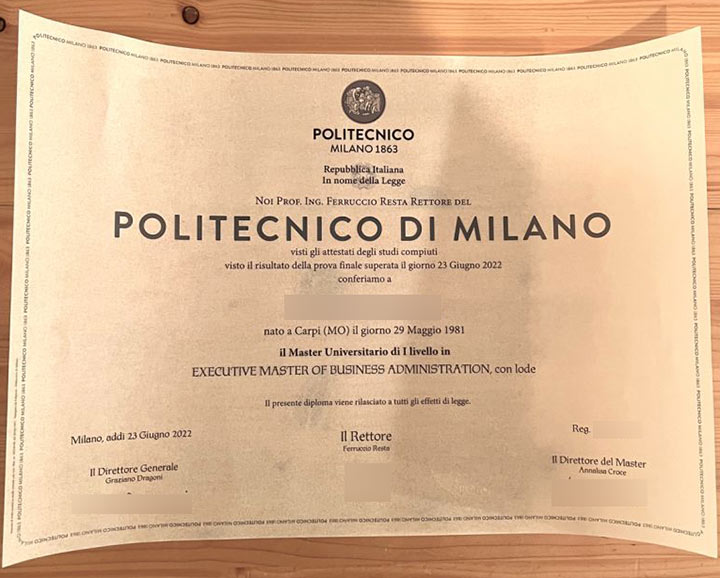 POLITECNICO
MILANO 1863
Repubblica Italiana
In nome della Legge
Noi Prof. Ing. Ferruccio Resta Rettore del
POLITECNICO DI MILANO
visti gli attestati degli studi compiuti
visto il risultato della prova finale superata il giorno 23 Giugno 2022
conferiamo a
nato a Carpi (MO) il giorno 29 Maggio 1981
il Master Universitario di I livello in
EXECUTIVE MASTER OF BUSINESS ADMINISTRATION, con lode
Il presente diploma viene rilasciato a tutti gli effetti di legge.
Milano, addì 23 Giugno 2022
Il Direttore Generale
Graziano Dragoni
Il Rettore
Ferruccio Resta
Reg.
Il Direttore del Master
Annalisa Croce